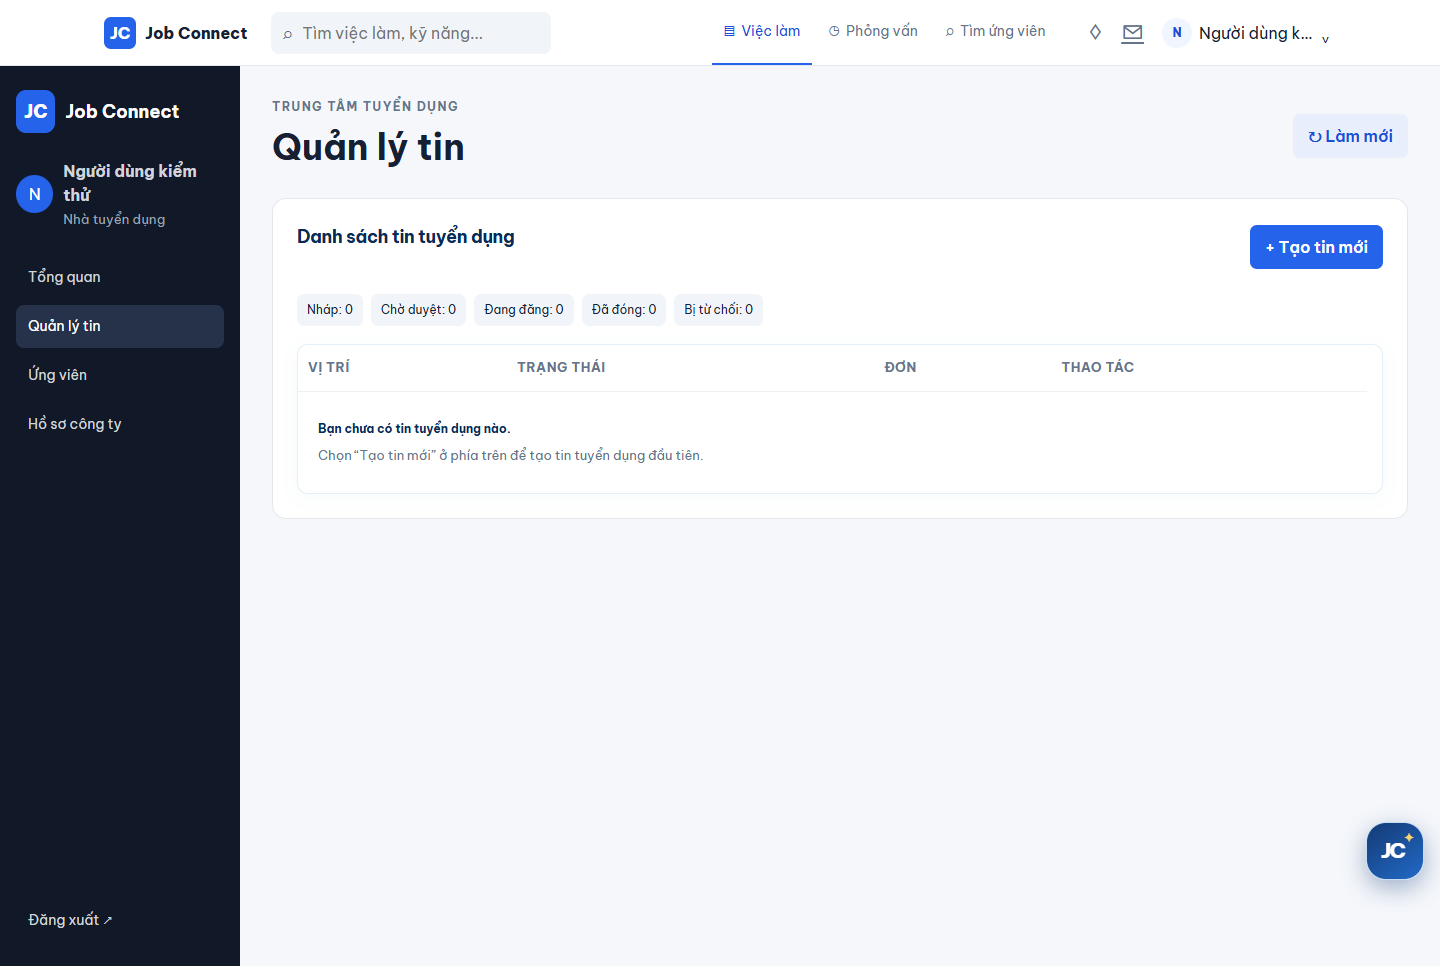 JC Job Connect
Tìm việc làm, kỹ năng...
Việc làm
Phỏng vấn
Tìm ứng viên
N Người dùng k...
JC Job Connect
N
Người dùng kiểm
thử
Nhà tuyển dụng
Tổng quan
Quản lý tin
Ứng viên
Hồ sơ công ty
Đăng xuất ↗
TRUNG TÂM TUYỂN DỤNG
Quản lý tin
↻ Làm mới
Danh sách tin tuyển dụng
+ Tạo tin mới
Nháp: 0
Chờ duyệt: 0
Đang đăng: 0
Đã đóng: 0
Bị từ chối: 0
VỊ TRÍ TRẠNG THÁI ĐƠN THAO TÁC
Bạn chưa có tin tuyển dụng nào.
Chọn “Tạo tin mới” ở phía trên để tạo tin tuyển dụng đầu tiên.
JC